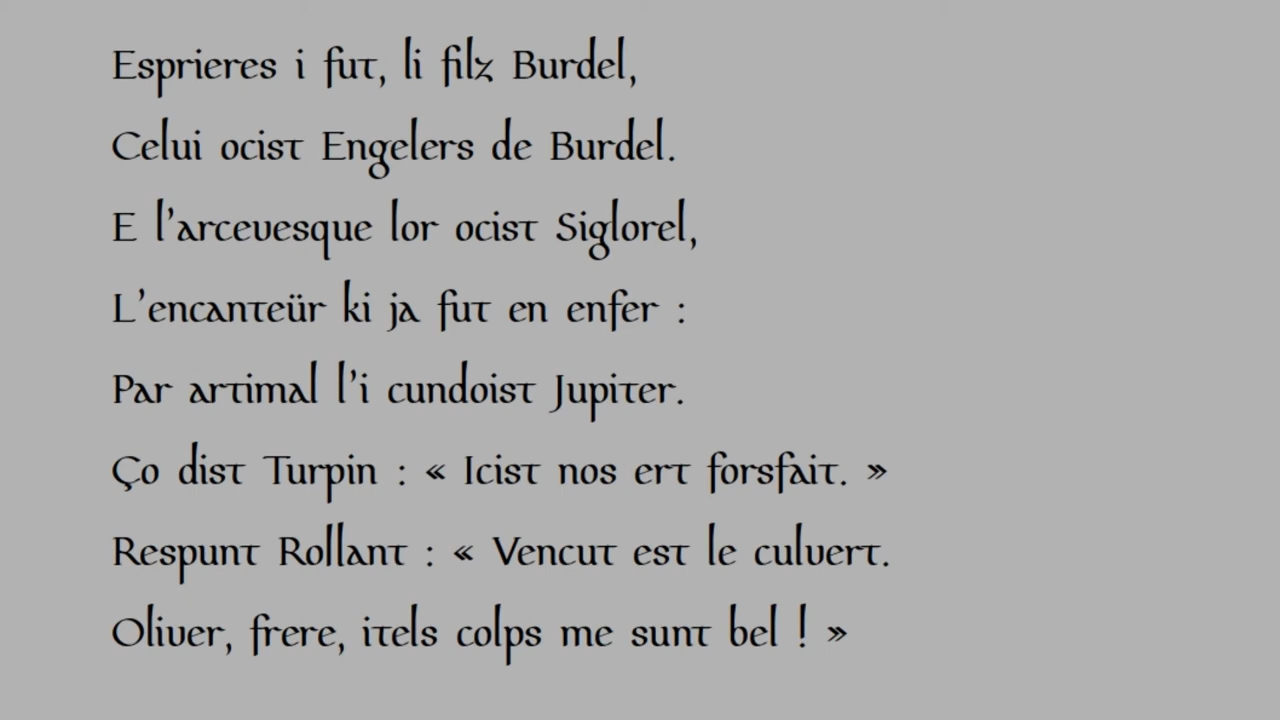 Esprieres i fut, li filz Burdel,
Celui ocist Engelers de Burdel.
E l’arcevesque lor ocist Siglorel,
L’encanteür ki ja fut en enfer :
Par artimal l’i cundoist Jupiter.
Ço dist Turpin : « Icist nos ert forsfait. »
Respunt Rollant : « Vencut est le culvert.
Oliver, frere, itels colps me sunt bel ! »